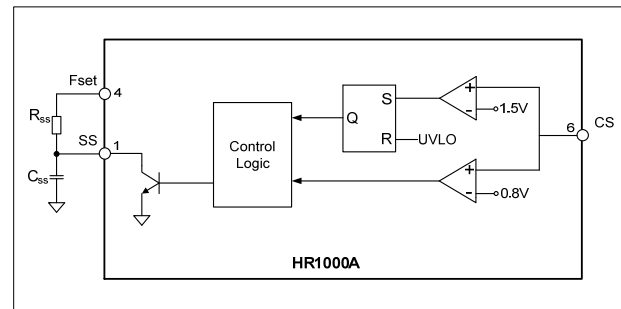 Fset
4
Rss
SS
1
Css
Control
Logic
Q
S
R
UVLO
+
-
1.5V
+
-
0.8V
6
CS
HR1000A